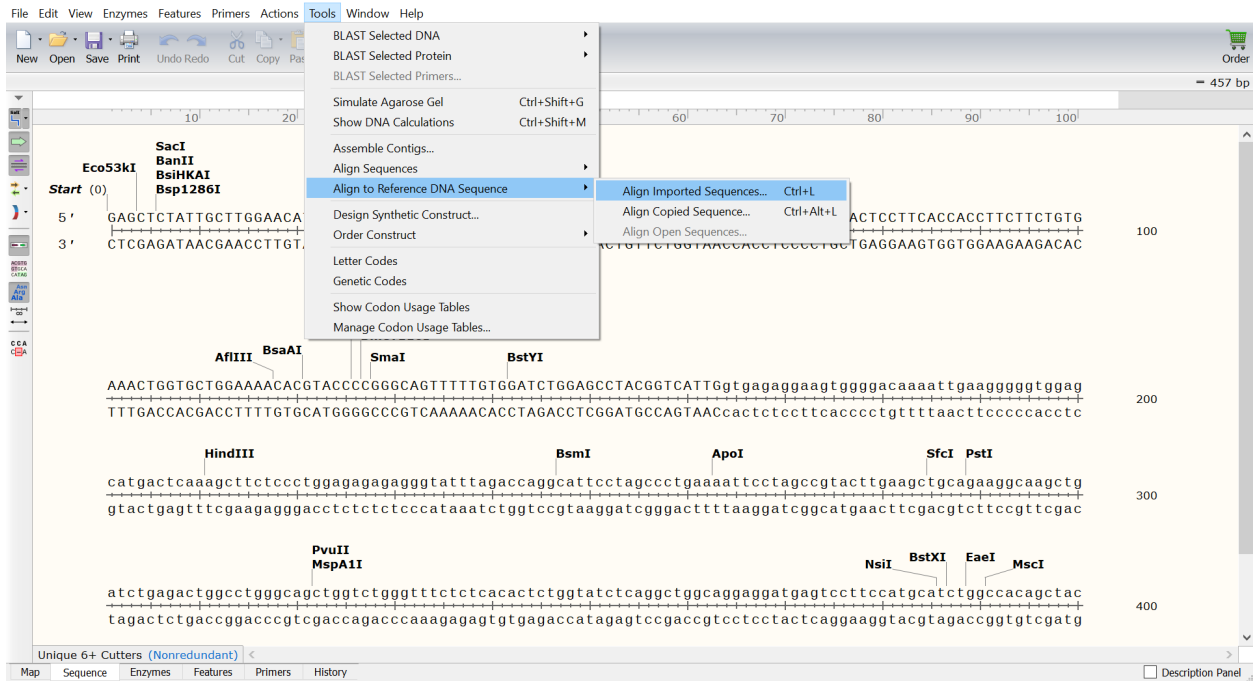 File Edit View Enzymes Features Primers Actions Tools Window Help
New Open Save Print Undo Redo Cut Copy Order
BLAST Selected DNA
BLAST Selected Protein
BLAST Selected Primers...
Simulate Agarose Gel Ctrl+Shift+G
Show DNA Calculations Ctrl+Shift+M
Assemble Contigs...
Align Sequences
Align to Reference DNA Sequence
Design Synthetic Construct...
Order Construct
Letter Codes
Genetic Codes
Show Codon Usage Tables
Manage Codon Usage Tables...
Align Imported Sequences... Ctrl+L
Align Copied Sequence... Ctrl+Alt+L
Align Open Sequences...
= 457 bp
10 20 60 70 80 90 100
SacI
Eco53kI BanII
BsiHKAI
Start (0) Bsp1286I
5' GAGCTCTATTGCTTGGAACA ACTCCTTCACCACCTTCTTCTGTG
100
3' CTCGAGATAACGAACCTTGT CTGTTCTGGTAACCACCTCCCCTGCTGAGGAAGTGGTGGAAGAAGACAC
AflIII BsaAI SmaI BstYI
AAACTGGTGCTGGAAAACACGTACCCCGGGCAGTTTTTGTGGATCTGGAGCCTACGGTCATTGgtgagaggaagtggggacaaaattgaagggggtggag
200
TTTGACCACGACCTTTTGTGCATGGGGCCCGTCAAAAACACCTAGACCTCGGATGCCAGTAACcactctccttcacccctgttttaacttcccccacctc
HindIII BsmI ApoI SfcI PstI
catgactcaaagcttctccctggagagagagggtatttagaccaggcattcctagccctgaaaattcctagccgtacttgaagctgcagaaggcaagctg
300
gtactgagtttcgaagagggacctctctctcccataaatctggtccgtaaggatcgggacttttaaggatcggcatgaacttcgacgtcttccgttcgac
PvuII
MspA1I NsiI BstXI EaeI MscI
atctgagactggcctgggcagctggtctgggtttctctcacactctggtatctcaggctggcaggaggatgagtccttccatgcatctggccacagctac
400
tagactctgaccggacccgtcgaccagacccaaagagagtgtgagaccatagagtccgaccgtcctcctactcaggaaggtacgtagaccggtgtcgatg
Unique 6+ Cutters (Nonredundant)
Map Sequence Enzymes Features Primers History Description Panel